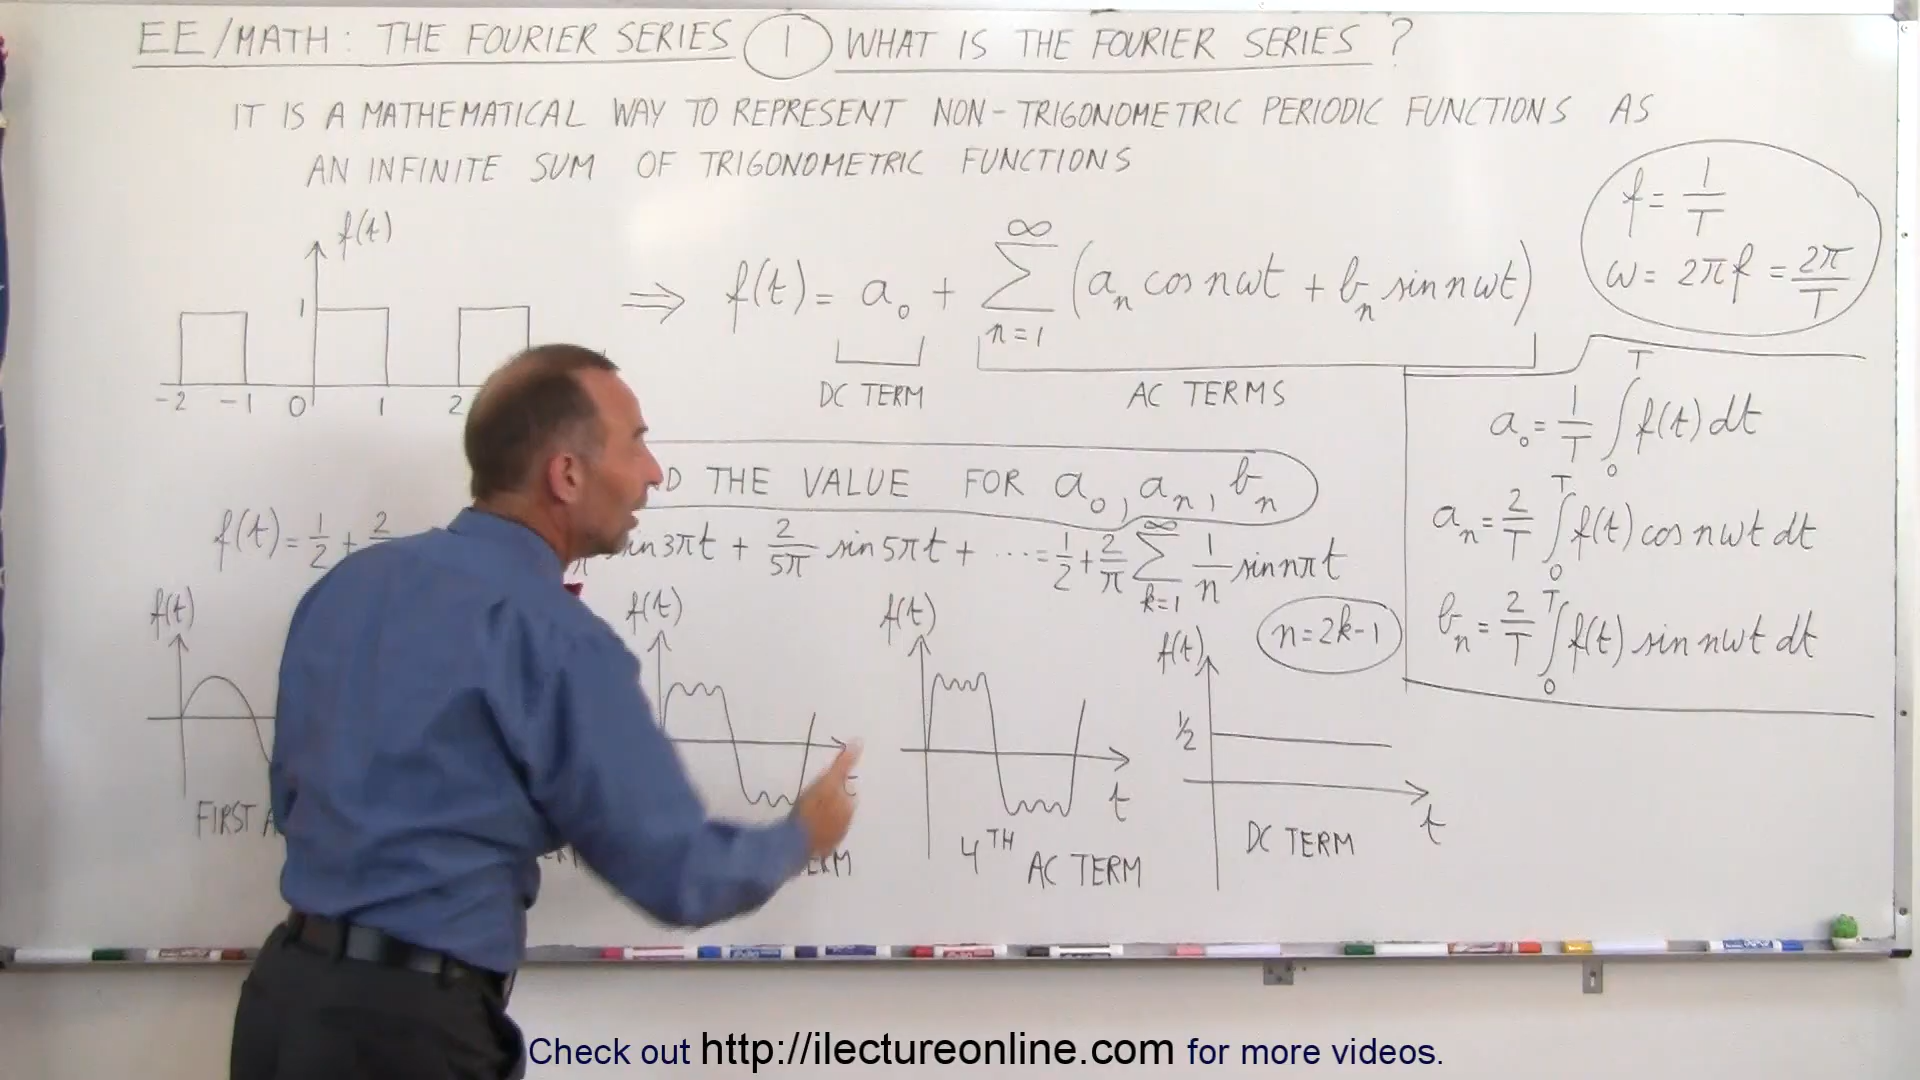 EE/MATH: THE FOURIER SERIES 1 WHAT IS THE FOURIER SERIES ?
IT IS A MATHEMATICAL WAY TO REPRESENT NON-TRIGONOMETRIC PERIODIC FUNCTIONS AS
AN INFINITE SUM OF TRIGONOMETRIC FUNCTIONS
f = 1/T
ω = 2πf = 2π/T
f(t)
1
-2 -1 0 1 2
⇒ f(t) = a₀ + ∑_{n=1}^{∞} (aₙ cos nωt + bₙ sin nωt)
DC TERM AC TERMS
a₀ = 1/T ∫₀ᵀ f(t) dt
aₙ = 2/T ∫₀ᵀ f(t) cos nωt dt
bₙ = 2/T ∫₀ᵀ f(t) sin nωt dt
THE VALUE FOR a₀, aₙ, bₙ
f(t) = 1/2 + 2 sin 3πt + 2/5π sin 5πt + ... = 1/2 + 2/π ∑_{k=1}^{∞} 1/n sin nπt
n = 2k-1
f(t) f(t) f(t) f(t)
1/2
t t t
FIRST
4TH AC TERM
DC TERM
Check out http://ilectureonline.com for more videos.